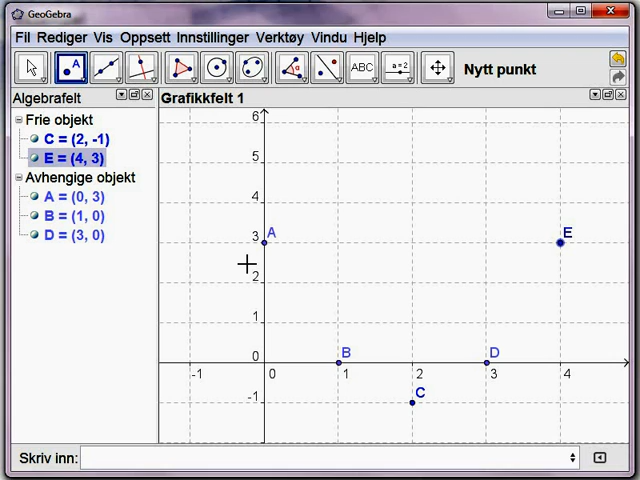 GeoGebra
Fil Rediger Vis Oppsett Innstillinger Verktøy Vindu Hjelp
A α ABC a=2 Nytt punkt
Algebrafelt
Frie objekt
C = (2, -1)
E = (4, 3)
Avhengige objekt
A = (0, 3)
B = (1, 0)
D = (3, 0)
Grafikkfelt 1
6
5
4
3 A E
2
1
0 B D
-1 0 1 2 3 4
-1 C
Skriv inn: